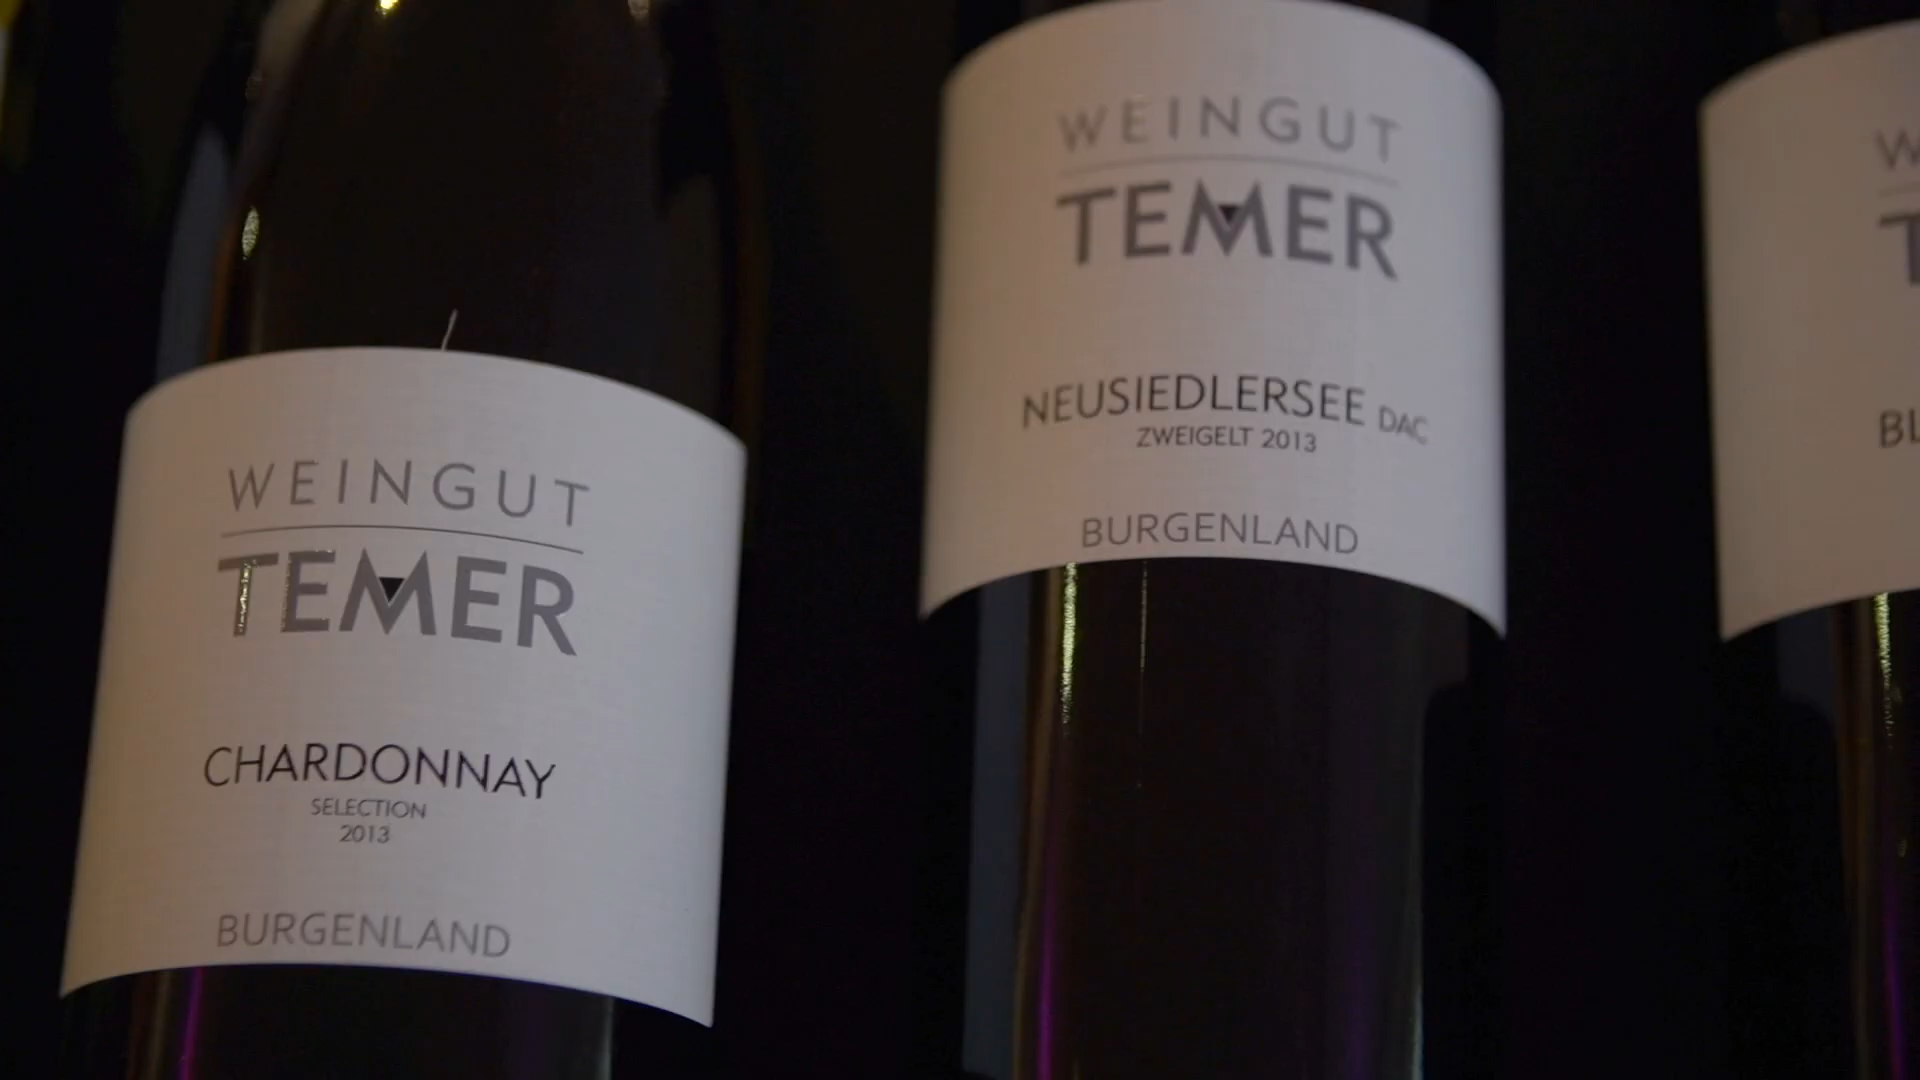 WEINGUT
TEMER
CHARDONNAY
SELECTION
2013
BURGENLAND
WEINGUT
TEMER
NEUSIEDLERSEE DAC
ZWEIGELT 2013
BURGENLAND